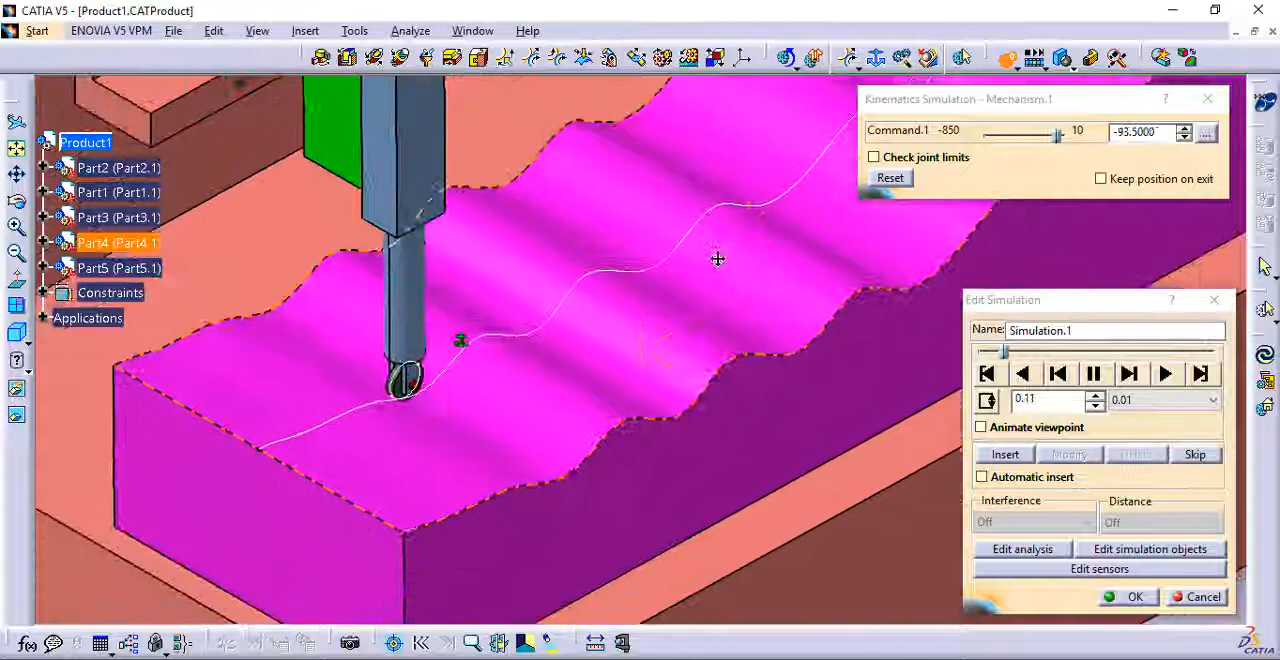 CATIA V5 - [Product1.CATProduct]
Start ENOVIA V5 VPM File Edit View Insert Tools Analyze Window Help
Kinematics Simulation - Mechanism.1
Command.1 -850 10 -93.5000
Check joint limits
Reset Keep position on exit
Product1
Part2 (Part2.1)
Part1 (Part1.1)
Part3 (Part3.1)
Part4 (Part4.1)
Part5 (Part5.1)
Constraints
Applications
Edit Simulation
Name: Simulation.1
0.11 0.01
Animate viewpoint
Insert Modify Delete Skip
Automatic insert
Interference Distance
Off Off
Edit analysis Edit simulation objects
Edit sensors
OK Cancel
f(x)
CATIA